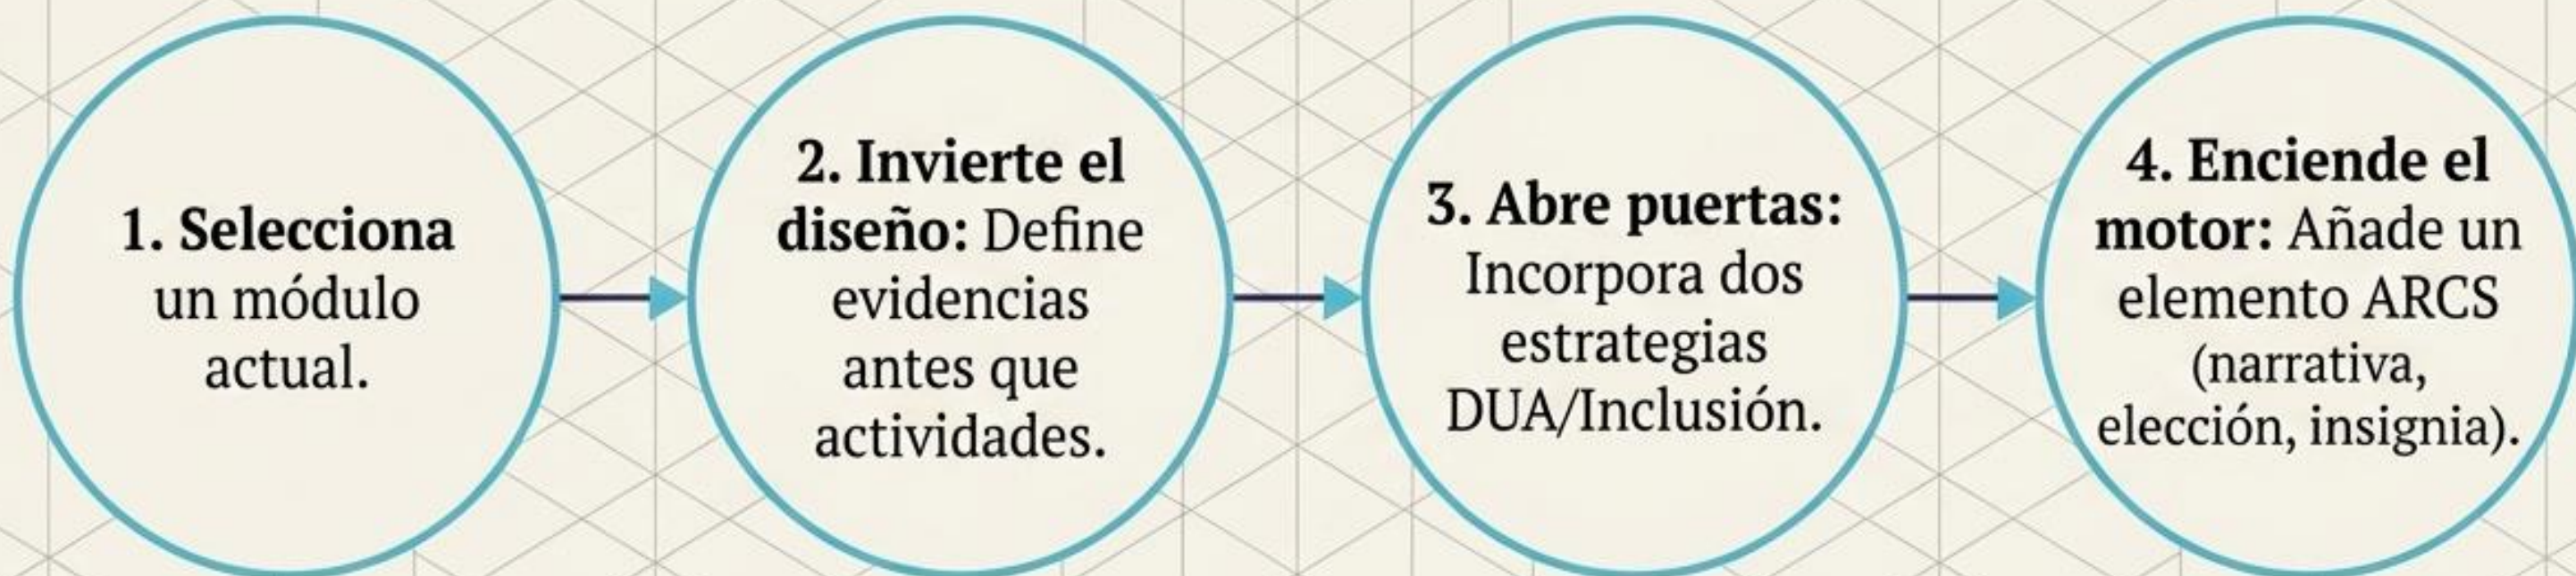 1. Selecciona
un módulo
actual.
2. Invierte el
diseño: Define
evidencias
antes que
actividades.
3. Abre puertas:
Incorpora dos
estrategias
DUA/Inclusión.
4. Enciende el
motor: Añade un
elemento ARCS
(narrativa,
elección, insignia).